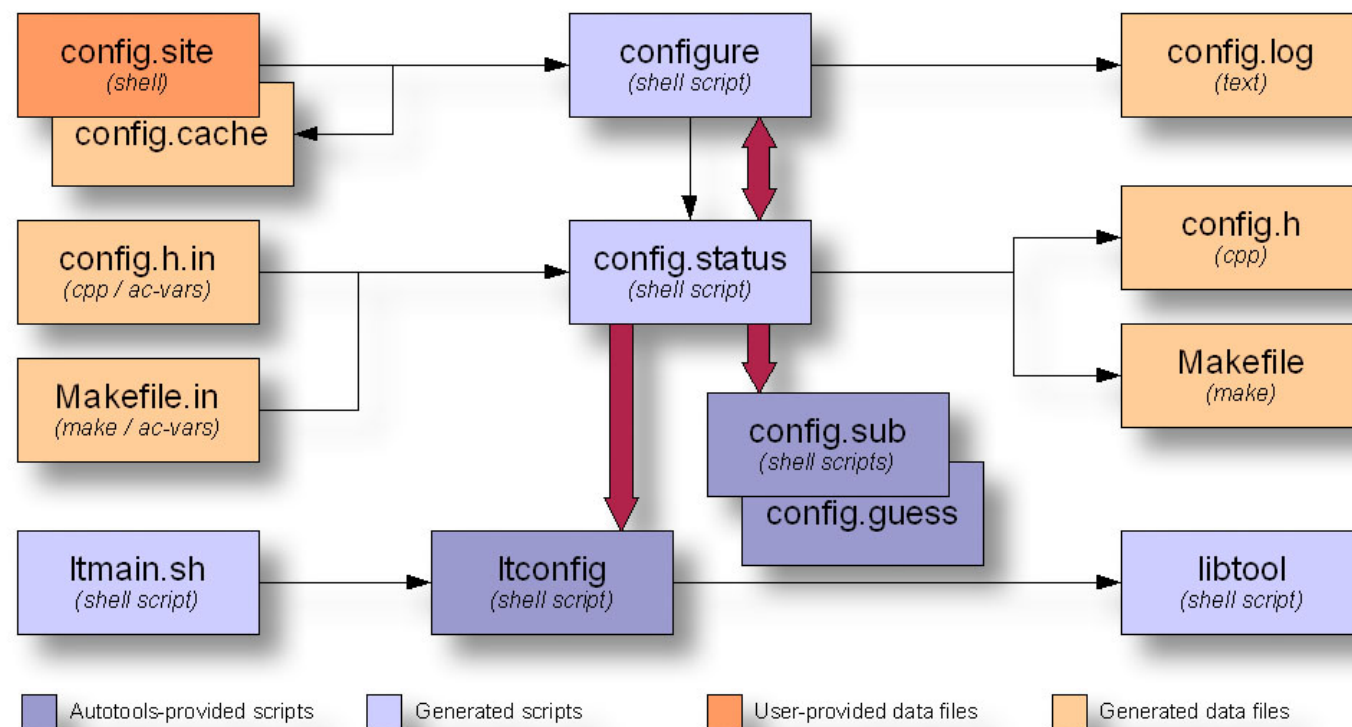 config.site
(shell)
config.cache
configure
(shell script)
config.log
(text)
config.h.in
(cpp / ac-vars)
config.status
(shell script)
config.h
(cpp)
Makefile.in
(make / ac-vars)
Makefile
(make)
config.sub
(shell scripts)
config.guess
ltmain.sh
(shell script)
ltconfig
(shell script)
libtool
(shell script)
Autotools-provided scripts
Generated scripts
User-provided data files
Generated data files